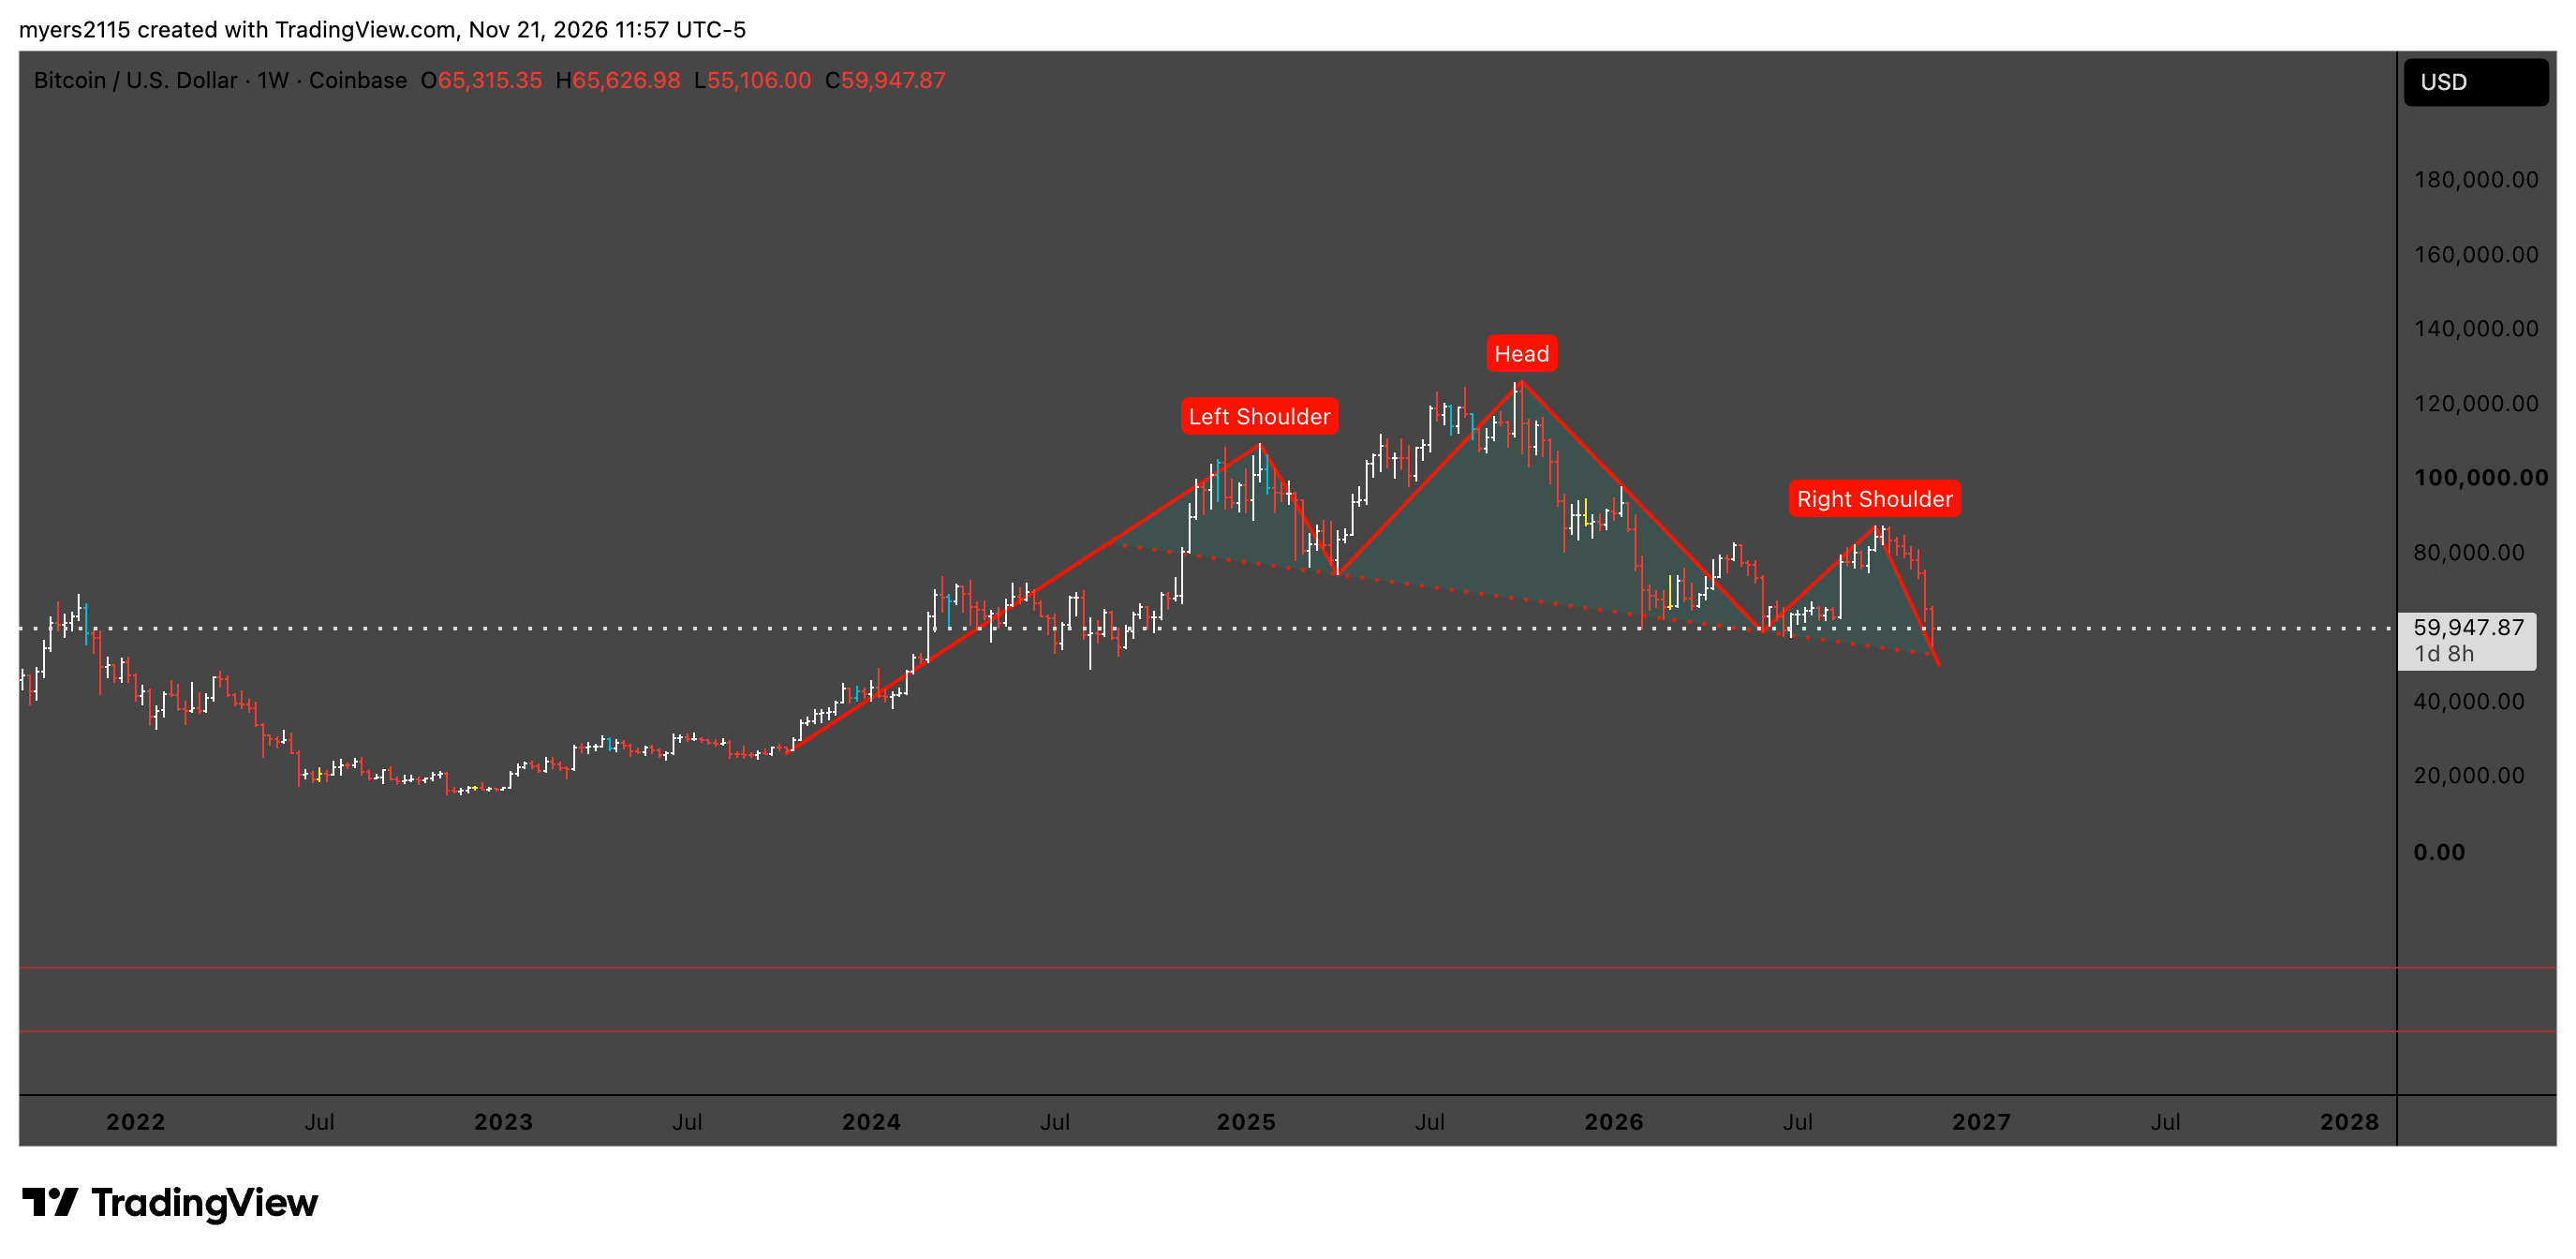 myers2115 created with TradingView.com, Nov 21, 2026 11:57 UTC-5
Bitcoin / U.S. Dollar · 1W · Coinbase O65,315.35 H65,626.98 L55,106.00 C59,947.87
USD
180,000.00
160,000.00
140,000.00
Head
120,000.00
Left Shoulder
100,000.00
Right Shoulder
80,000.00
59,947.87
1d 8h
40,000.00
20,000.00
0.00
2022 Jul 2023 Jul 2024 Jul 2025 Jul 2026 Jul 2027 Jul 2028
TradingView